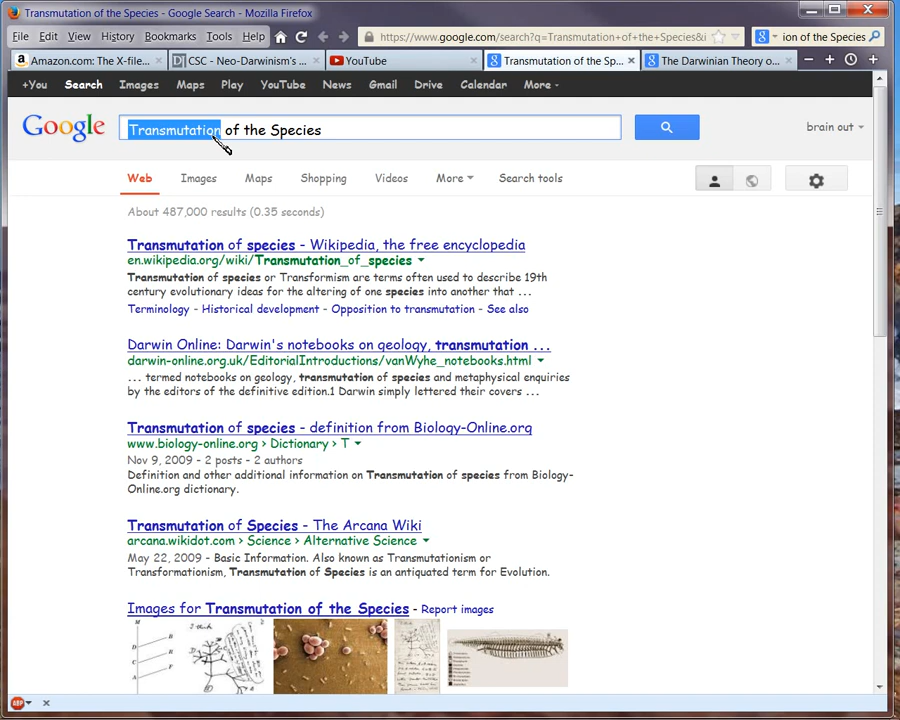 Transmutation of the Species - Google Search - Mozilla Firefox
File Edit View History Bookmarks Tools Help
https://www.google.com/search?q=Transmutation+of+the+Species&i
ion of the Species
Amazon.com: The X-file...
CSC - Neo-Darwinism's ...
YouTube
Transmutation of the Sp...
The Darwinian Theory o...
+You Search Images Maps Play YouTube News Gmail Drive Calendar More
Google
Transmutation of the Species
brain out
Web Images Maps Shopping Videos More Search tools
About 487,000 results (0.35 seconds)
Transmutation of species - Wikipedia, the free encyclopedia
en.wikipedia.org/wiki/Transmutation_of_species
Transmutation of species or Transformism are terms often used to describe 19th
century evolutionary ideas for the altering of one species into another that ...
Terminology - Historical development - Opposition to transmutation - See also
Darwin Online: Darwin's notebooks on geology, transmutation ...
darwin-online.org.uk/EditorialIntroductions/vanWyhe_notebooks.html
... termed notebooks on geology, transmutation of species and metaphysical enquiries
by the editors of the definitive edition.1 Darwin simply lettered their covers ...
Transmutation of species - definition from Biology-Online.org
www.biology-online.org › Dictionary › T
Nov 9, 2009 - 2 posts - 2 authors
Definition and other additional information on Transmutation of species from Biology-
Online.org dictionary.
Transmutation of Species - The Arcana Wiki
arcana.wikidot.com › Science › Alternative Science
May 22, 2009 - Basic Information. Also known as Transmutationism or
Transformationism, Transmutation of Species is an antiquated term for Evolution.
Images for Transmutation of the Species - Report images
I think
ABP